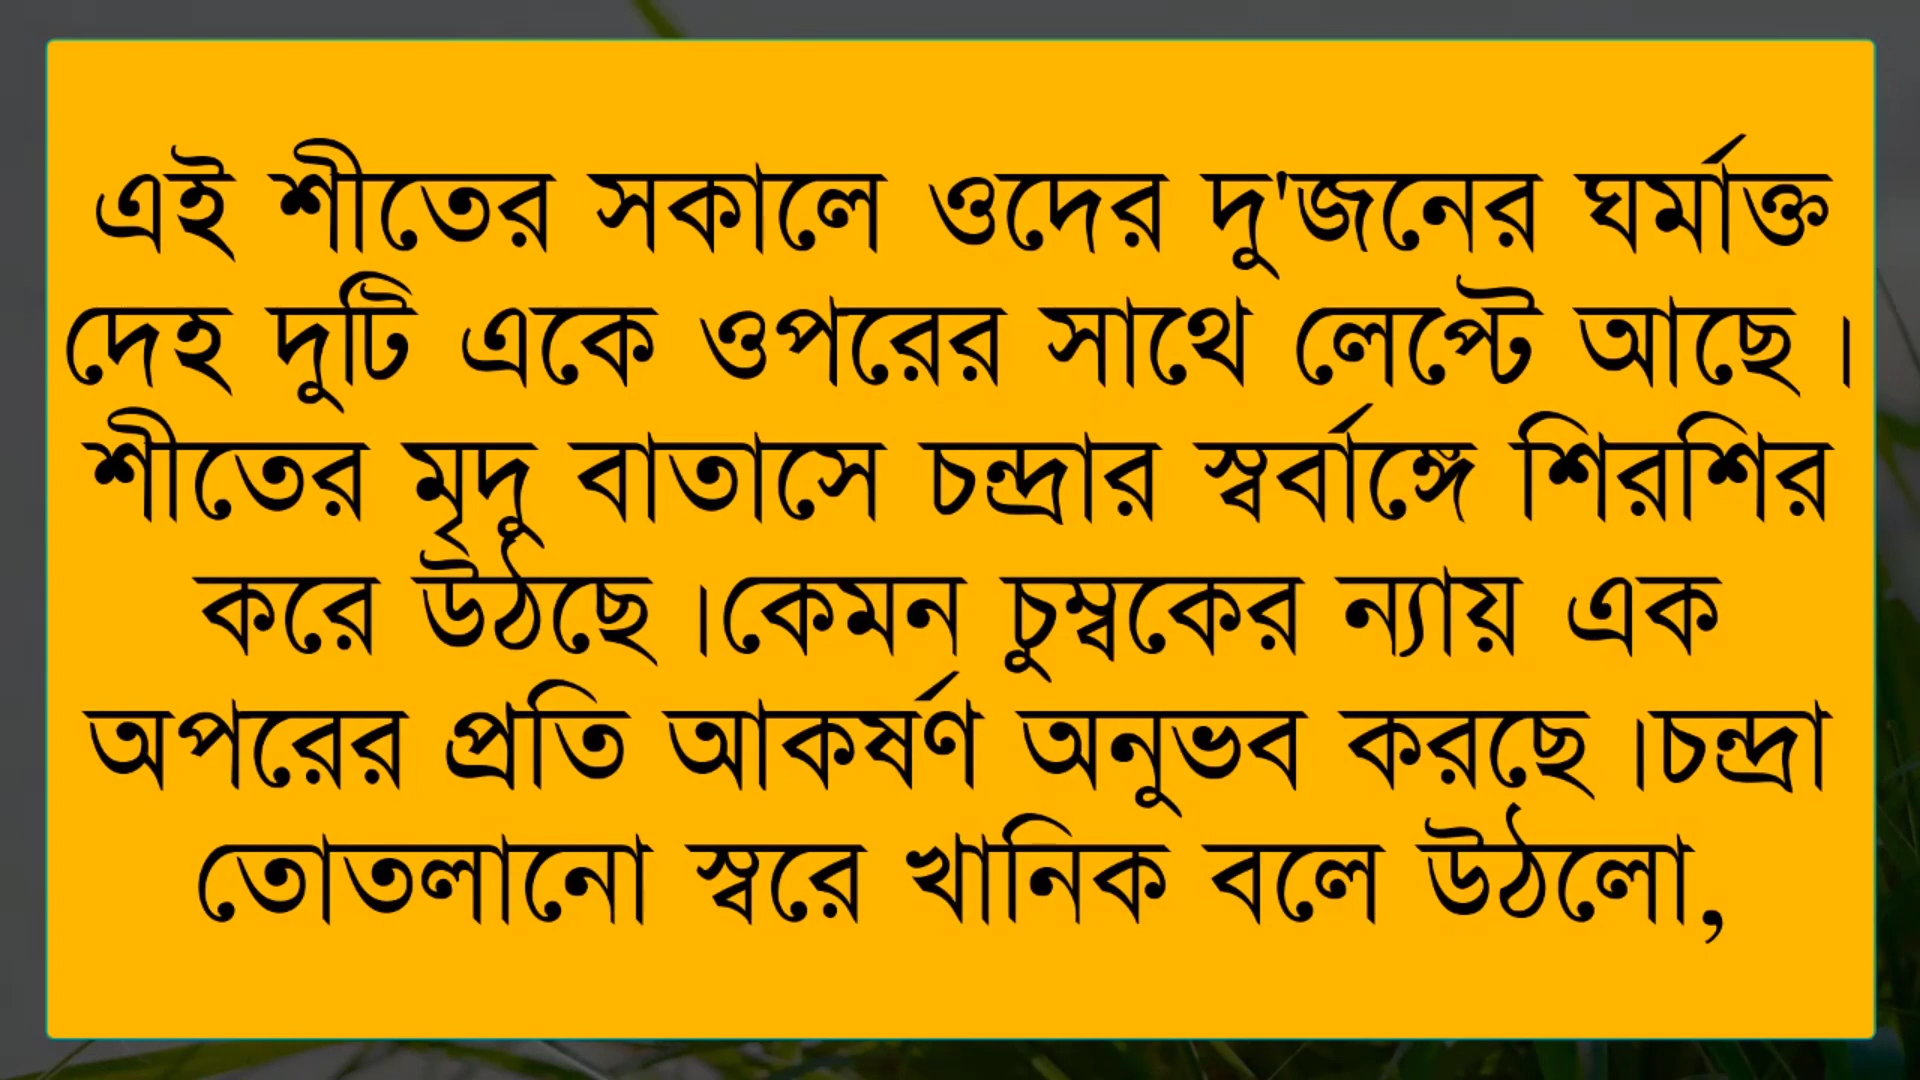 এই শীতের সকালে ওদের দু'জনের ঘর্মাক্ত
দেহ দুটি একে ওপরের সাথে লেপ্টে আছে ।
শীতের মৃদু বাতাসে চন্দ্রার স্বর্বাঙ্গে শিরশির
করে উঠছে ।কেমন চুম্বকের ন্যায় এক
অপরের প্রতি আকর্ষণ অনুভব করছে ।চন্দ্রা
তোতলানো স্বরে খানিক বলে উঠলো,